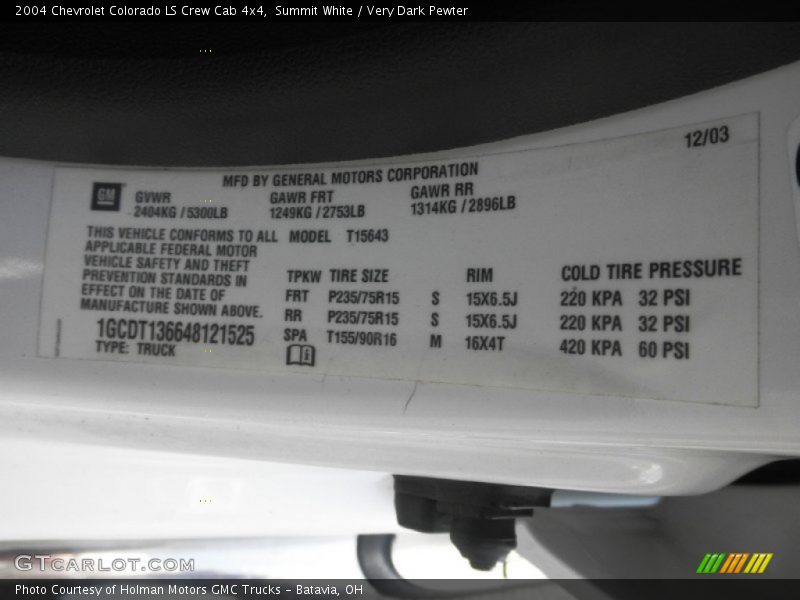 2004 Chevrolet Colorado LS Crew Cab 4x4,  Summit White / Very Dark Pewter
12/03
MFD BY GENERAL MOTORS CORPORATION
GM GVWR GAWR FRT GAWR RR
2404KG / 5300LB 1249KG / 2753LB 1314KG / 2896LB
THIS VEHICLE CONFORMS TO ALL MODEL T15643
APPLICABLE FEDERAL MOTOR
VEHICLE SAFETY AND THEFT
PREVENTION STANDARDS IN
EFFECT ON THE DATE OF
MANUFACTURE SHOWN ABOVE.
1GCDT136648121525
TYPE: TRUCK
TPKW TIRE SIZE RIM COLD TIRE PRESSURE
FRT P235/75R15 S 15X6.5J 220 KPA 32 PSI
RR P235/75R15 S 15X6.5J 220 KPA 32 PSI
SPA T155/90R16 M 16X4T 420 KPA 60 PSI
GTCARLOT.COM
Photo Courtesy of Holman Motors GMC Trucks - Batavia, OH